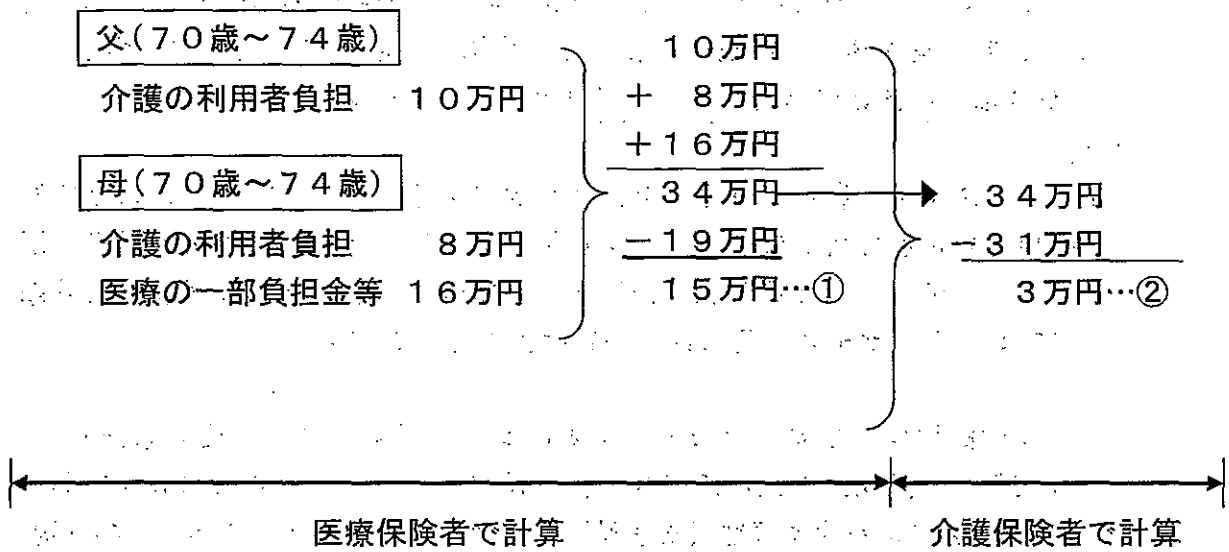 父（７０歳～７４歳）
介護の利用者負担　１０万円
母（７０歳～７４歳）
介護の利用者負担　８万円
医療の一部負担金等　１６万円
１０万円
＋　８万円
＋１６万円
３４万円
－１９万円
１５万円…①
３４万円
－３１万円
３万円…②
医療保険者で計算
介護保険者で計算